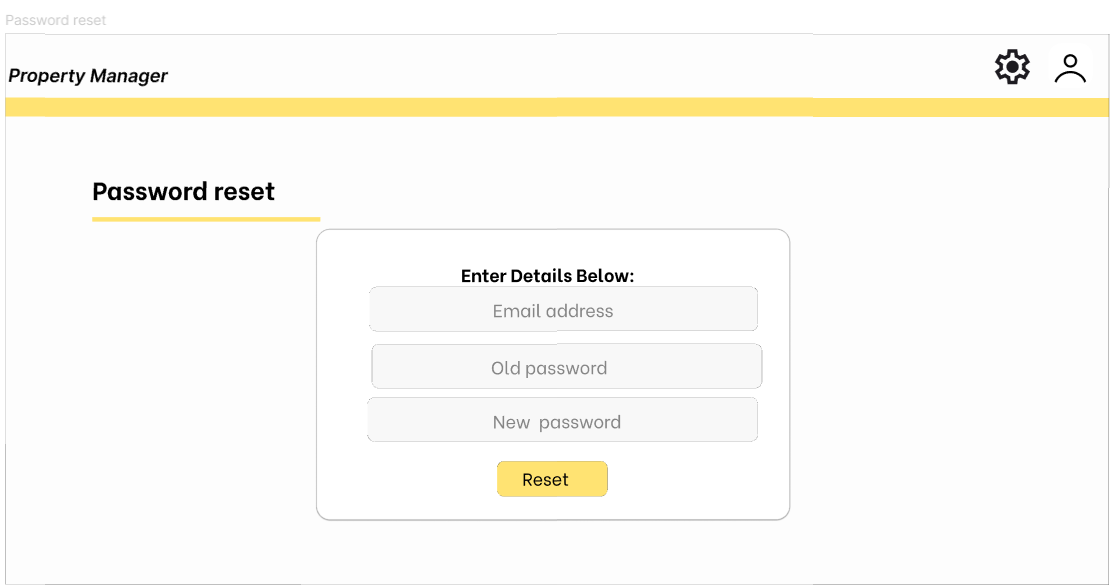 Password reset
Property Manager
Password reset
Enter Details Below:
Email address
Old password
New password
Reset